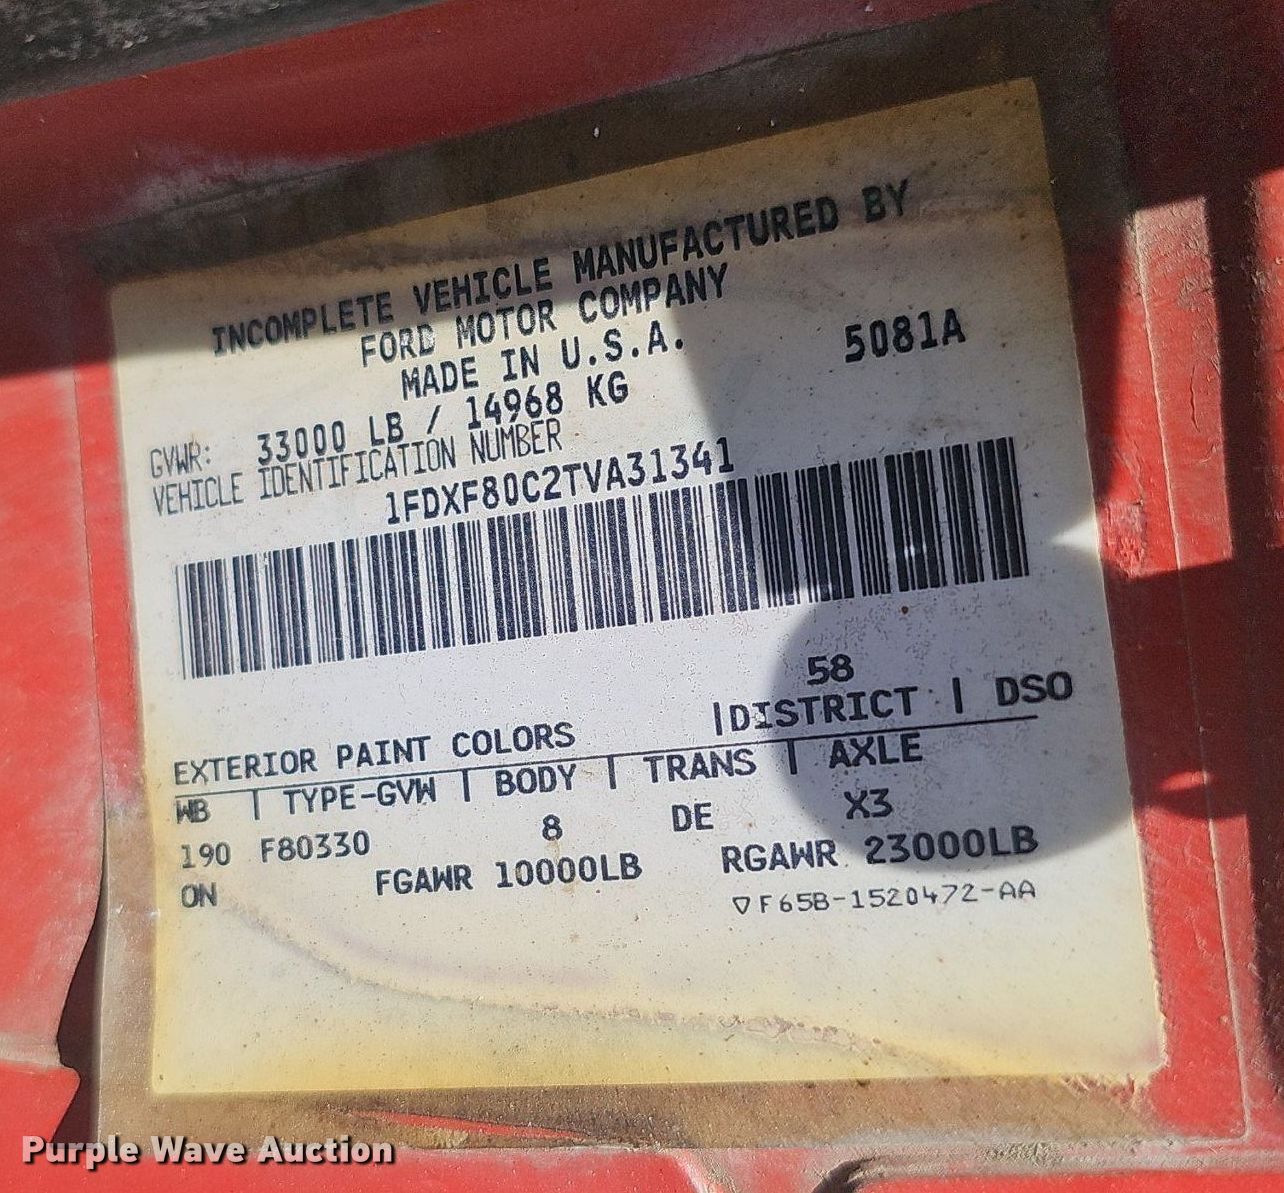 INCOMPLETE VEHICLE MANUFACTURED BY
FORD MOTOR COMPANY
MADE IN U.S.A.
5081A
GVWR: 33000 LB / 14968 KG
VEHICLE IDENTIFICATION NUMBER
1FDXF80C2TVA31341
58
EXTERIOR PAINT COLORS |DISTRICT | DSO
WB | TYPE-GVW | BODY | TRANS | AXLE
190 F80330 8 DE X3
ON FGAWR 10000LB RGAWR 23000LB
▽F65B-1520472-AA
Purple Wave Auction